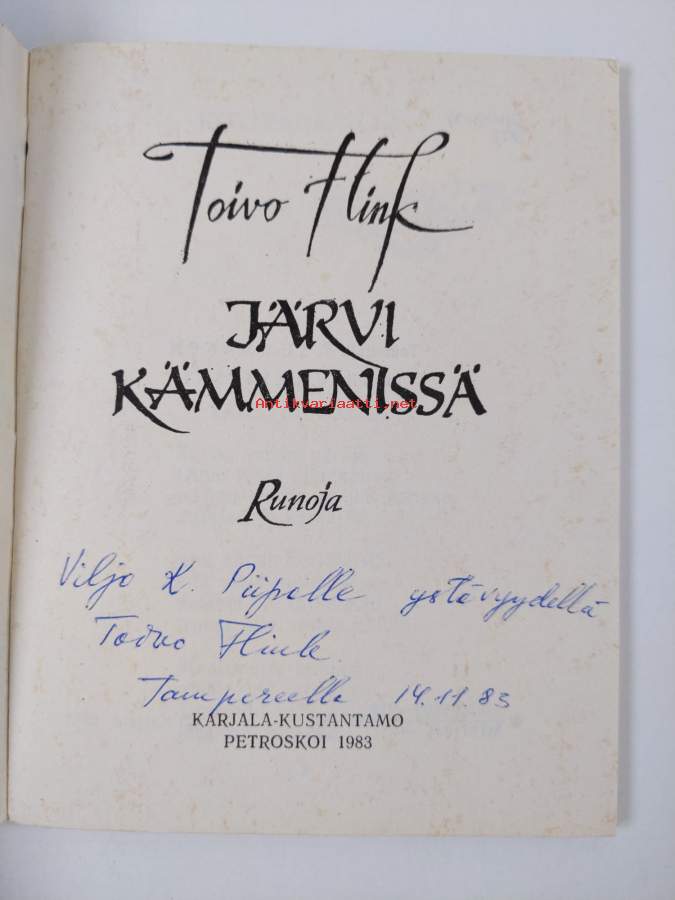 Toivo Flink
JÄRVI
KÄMMENISSÄ
Antikvariaatti.net
Runoja
Viljo K. Piipolle ystävyydellä
Toivo Flink
Tampereella 14.11.83
KARJALA-KUSTANTAMO
PETROSKOI 1983